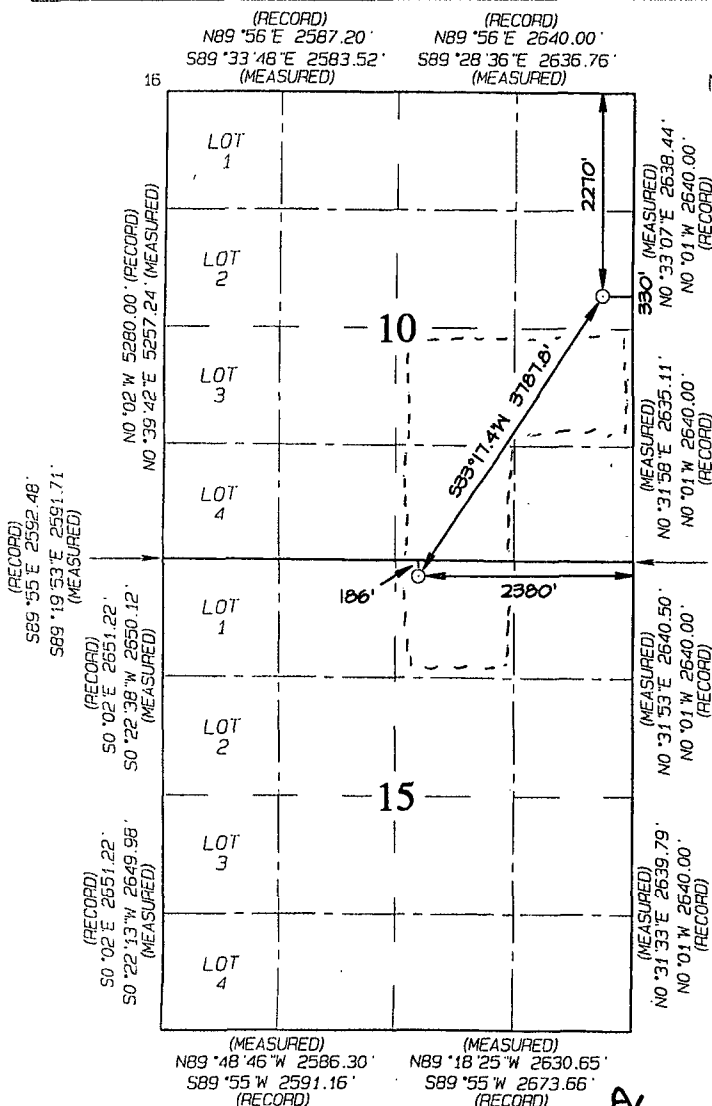 (RECORD)
N89°56'E 2587.20'
S89°33'48"E 2583.52'
(MEASURED)
(RECORD)
N89°56'E 2640.00'
S89°28'36"E 2636.76'
(MEASURED)
16
LOT
1
LOT
2
LOT
3
LOT
4
10
2270'
330'
S33°17.4"W 3787.8'
N0°02'W 5280.00' (RECORD)
N0°39'42"E 5257.24' (MEASURED)
(MEASURED)
N0°33'07"E 2638.44'
N0°01'W 2640.00'
(RECORD)
(MEASURED)
N0°31'58"E 2635.11'
N0°01'W 2640.00'
(RECORD)
(RECORD)
S89°55'E 2592.48'
S89°19'53"E 2591.71'
(MEASURED)
186'
2380'
LOT
1
LOT
2
LOT
3
LOT
4
15
(RECORD)
S0°02'E 2651.22'
S0°22'38"W 2650.12'
(MEASURED)
(RECORD)
S0°02'E 2651.22'
S0°22'13"W 2649.98'
(MEASURED)
(MEASURED)
N0°31'53"E 2640.50'
N0°01'W 2640.00'
(RECORD)
(MEASURED)
N0°31'33"E 2639.79'
N0°01'W 2640.00'
(RECORD)
(MEASURED)
N89°48'46"W 2586.30'
S89°55'W 2591.16'
(RECORD)
(MEASURED)
N89°18'25"W 2630.65'
S89°55'W 2673.66'
(RECORD)